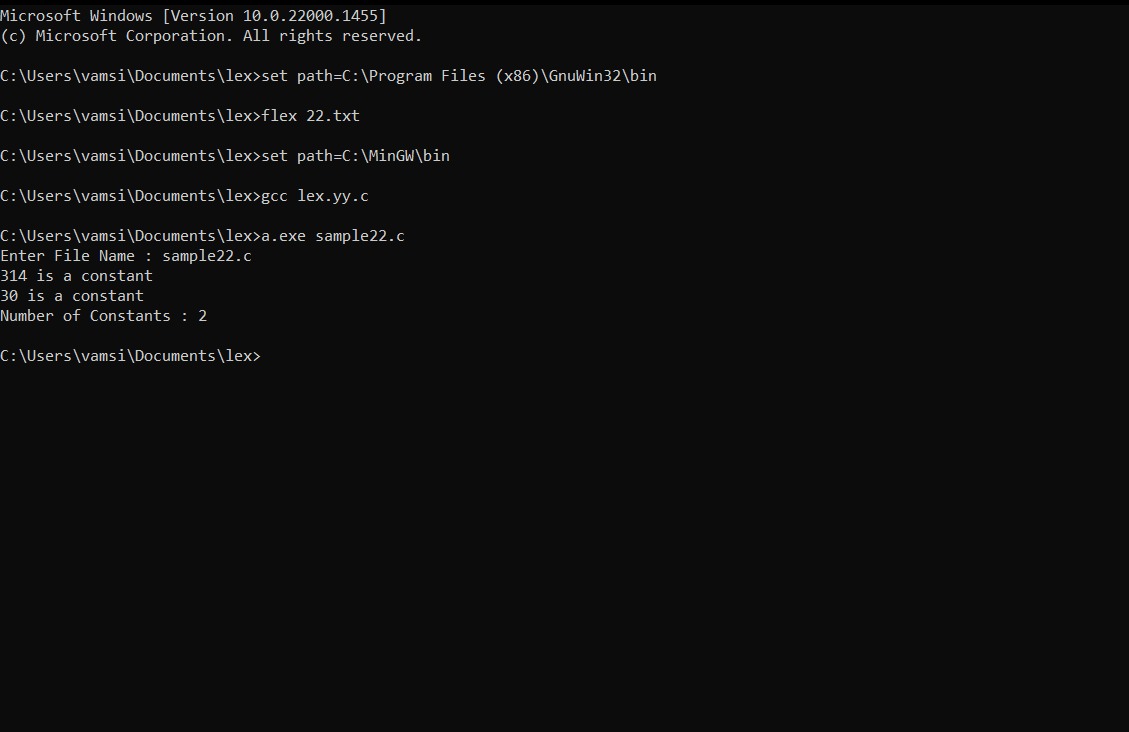 Microsoft Windows [Version 10.0.22000.1455]
(c) Microsoft Corporation. All rights reserved.
C:\Users\vamsi\Documents\lex>set path=C:\Program Files (x86)\GnuWin32\bin
C:\Users\vamsi\Documents\lex>flex 22.txt
C:\Users\vamsi\Documents\lex>set path=C:\MinGW\bin
C:\Users\vamsi\Documents\lex>gcc lex.yy.c
C:\Users\vamsi\Documents\lex>a.exe sample22.c
Enter File Name : sample22.c
314 is a constant
30 is a constant
Number of Constants : 2
C:\Users\vamsi\Documents\lex>